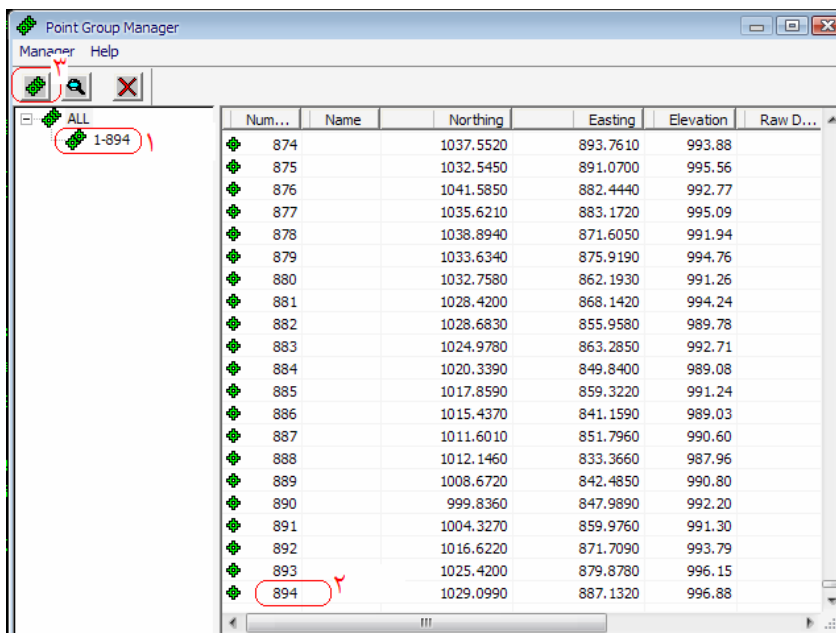 Point Group Manager
Manager Help
۳
ALL
1-894 ۱
Num... Name Northing Easting Elevation Raw D...
874 1037.5520 893.7610 993.88
875 1032.5450 891.0700 995.56
876 1041.5850 882.4440 992.77
877 1035.6210 883.1720 995.09
878 1038.8940 871.6050 991.94
879 1033.6340 875.9190 994.76
880 1032.7580 862.1930 991.26
881 1028.4200 868.1420 994.24
882 1028.6830 855.9580 989.78
883 1024.9780 863.2850 992.71
884 1020.3390 849.8400 989.08
885 1017.8590 859.3220 991.24
886 1015.4370 841.1590 989.03
887 1011.6010 851.7960 990.60
888 1012.1460 833.3660 987.96
889 1008.6720 842.4850 990.80
890 999.8360 847.9890 992.20
891 1004.3270 859.9760 991.30
892 1016.6220 871.7090 993.79
893 1025.4200 879.8780 996.15
894 ۲ 1029.0990 887.1320 996.88